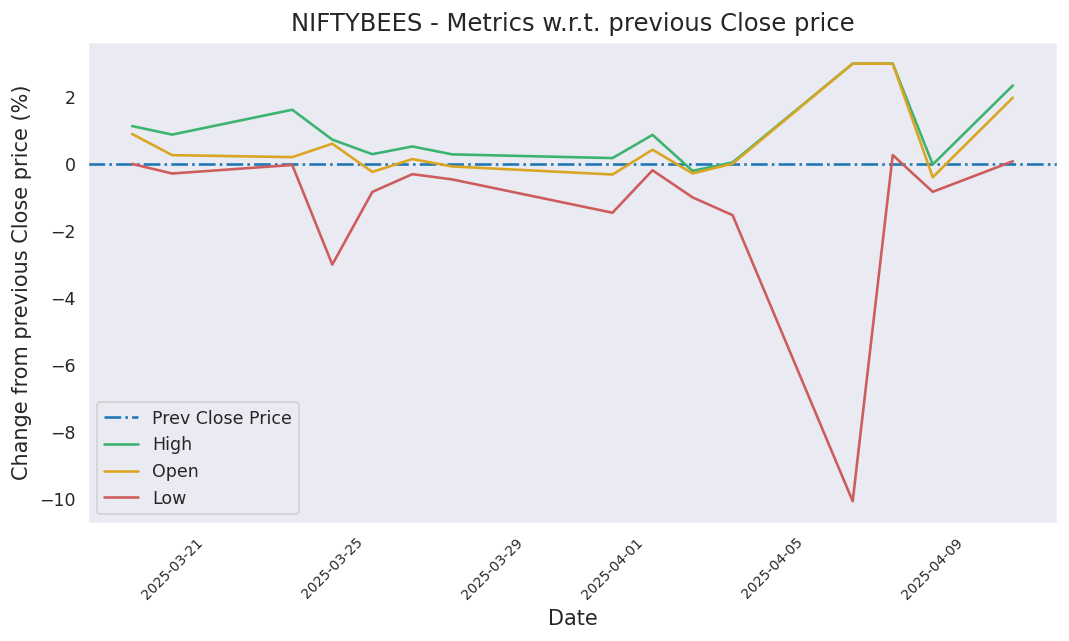 NIFTYBEES - Metrics w.r.t. previous Close price
Change from previous Close price (%)
2
0
−2
−4
−6
−8
−10
Prev Close Price
High
Open
Low
2025-03-21
2025-03-25
2025-03-29
2025-04-01
2025-04-05
2025-04-09
Date